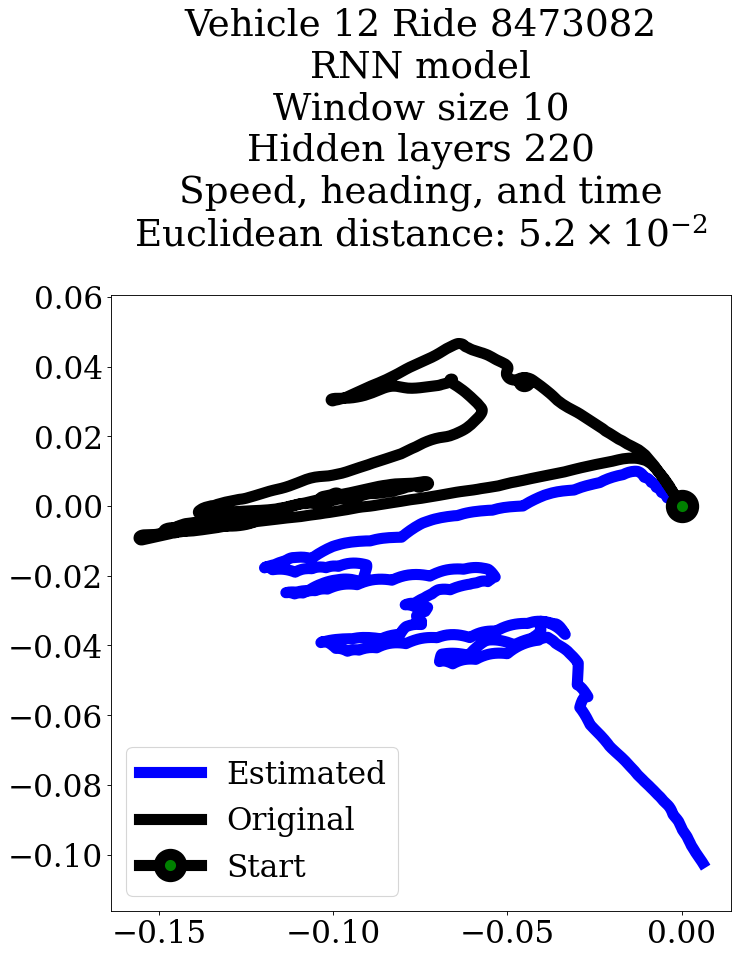 Vehicle 12 Ride 8473082
RNN model
Window size 10
Hidden layers 220
Speed, heading, and time
Euclidean distance: 5.2 × 10⁻²
0.06
0.04
0.02
0.00
−0.02
−0.04
−0.06
−0.08
−0.10
Estimated
Original
Start
−0.15
−0.10
−0.05
0.00